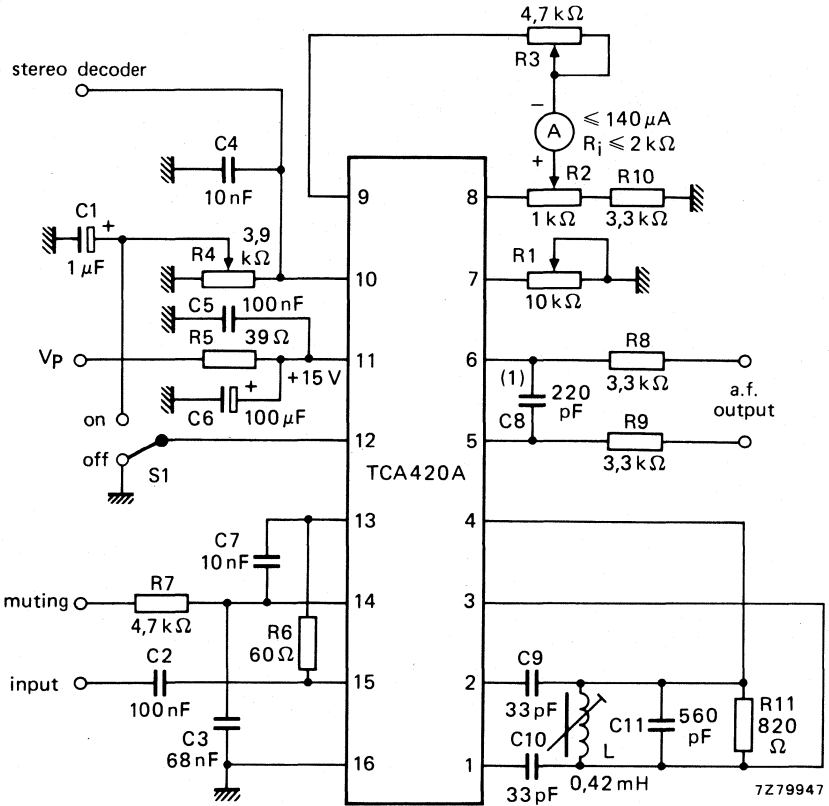 4,7 kΩ
R3
stereo decoder
−
A
≤ 140 μA
Ri ≤ 2 kΩ
+
C4
10 nF
9
8
R2
R10
1 kΩ
3,3 kΩ
C1
+
1 μF
3,9
kΩ
R4
10
7
R1
10 kΩ
C5
100 nF
R5
39 Ω
VP
11
+15 V
+
C6
100 μF
6
(1)
R8
3,3 kΩ
220
pF
C8
a.f.
output
on
off
S1
12
5
R9
3,3 kΩ
TCA420A
13
4
C7
10 nF
R7
muting
4,7 kΩ
14
3
R6
60 Ω
C2
input
100 nF
15
2
C9
33 pF
C3
68 nF
C10
L
C11
560
pF
R11
820
Ω
16
1
33 pF
0,42 mH
7Z79947